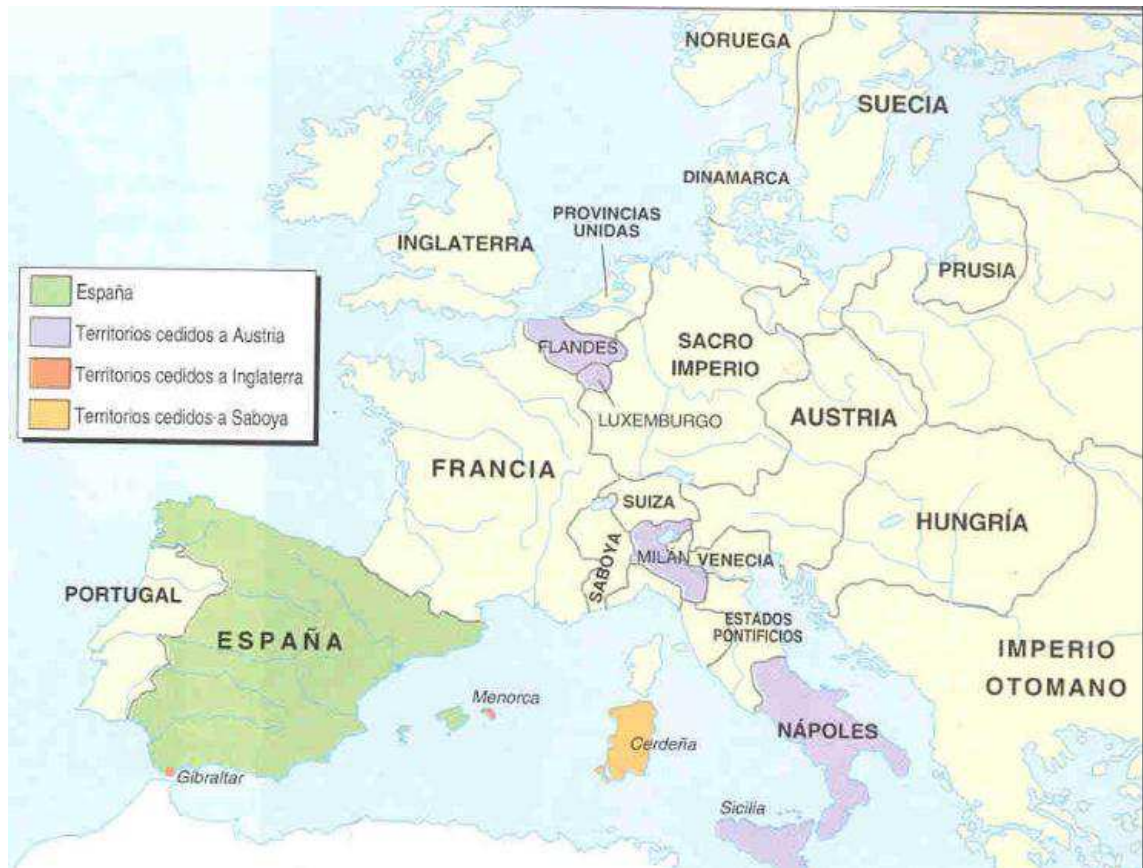 NORUEGA
SUECIA
DINAMARCA
PROVINCIAS
UNIDAS
INGLATERRA
PRUSIA
España
Territorios cedidos a Austria
Territorios cedidos a Inglaterra
Territorios cedidos a Saboya
FLANDES
SACRO
IMPERIO
LUXEMBURGO
AUSTRIA
FRANCIA
SUIZA
HUNGRÍA
SABOYA
MILÁN
VENECIA
PORTUGAL
ESPAÑA
ESTADOS
PONTIFICIOS
IMPERIO
OTOMANO
Menorca
Cerdeña
NÁPOLES
Gibraltar
Sicilia